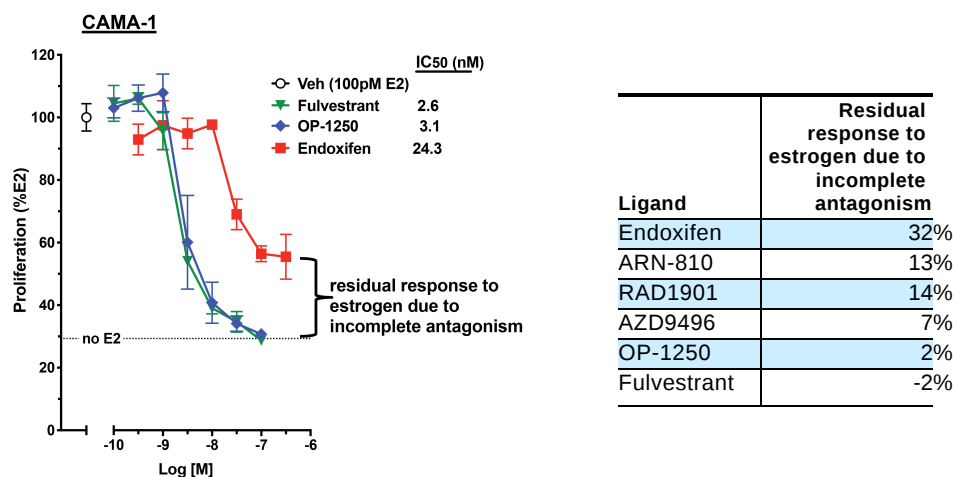 CAMA-1
IC50 (nM)
Veh (100pM E2)
Fulvestrant 2.6
OP-1250 3.1
Endoxifen 24.3
Proliferation (%E2)
120
100
80
60
40
20
0
no E2
residual response to
estrogen due to
incomplete antagonism
-10 -9 -8 -7 -6
Log [M]
Ligand
Residual
response to
estrogen due to
incomplete
antagonism
Endoxifen 32%
ARN-810 13%
RAD1901 14%
AZD9496 7%
OP-1250 2%
Fulvestrant -2%